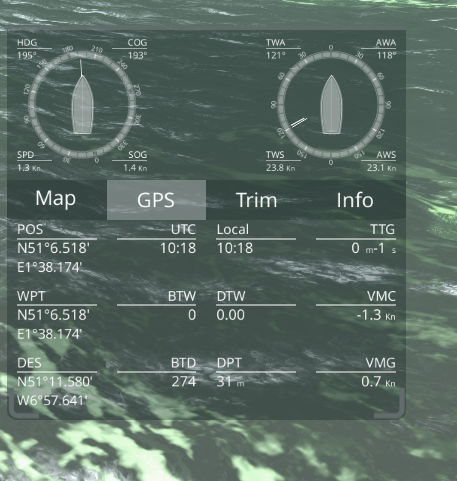 HDG COG TWA AWA
195° 193° 121° 118°
SPD SOG TWS AWS
1.3 Kn 1.4 Kn 23.8 Kn 23.1 Kn
Map GPS Trim Info
POS UTC Local TTG
N51°6.518' 10:18 10:18 0 m-1 s
E1°38.174'
WPT BTW DTW VMC
N51°6.518' 0 0.00 -1.3 Kn
E1°38.174'
DES BTD DPT VMG
N51°11.580' 274 31 m 0.7 Kn
W6°57.641'